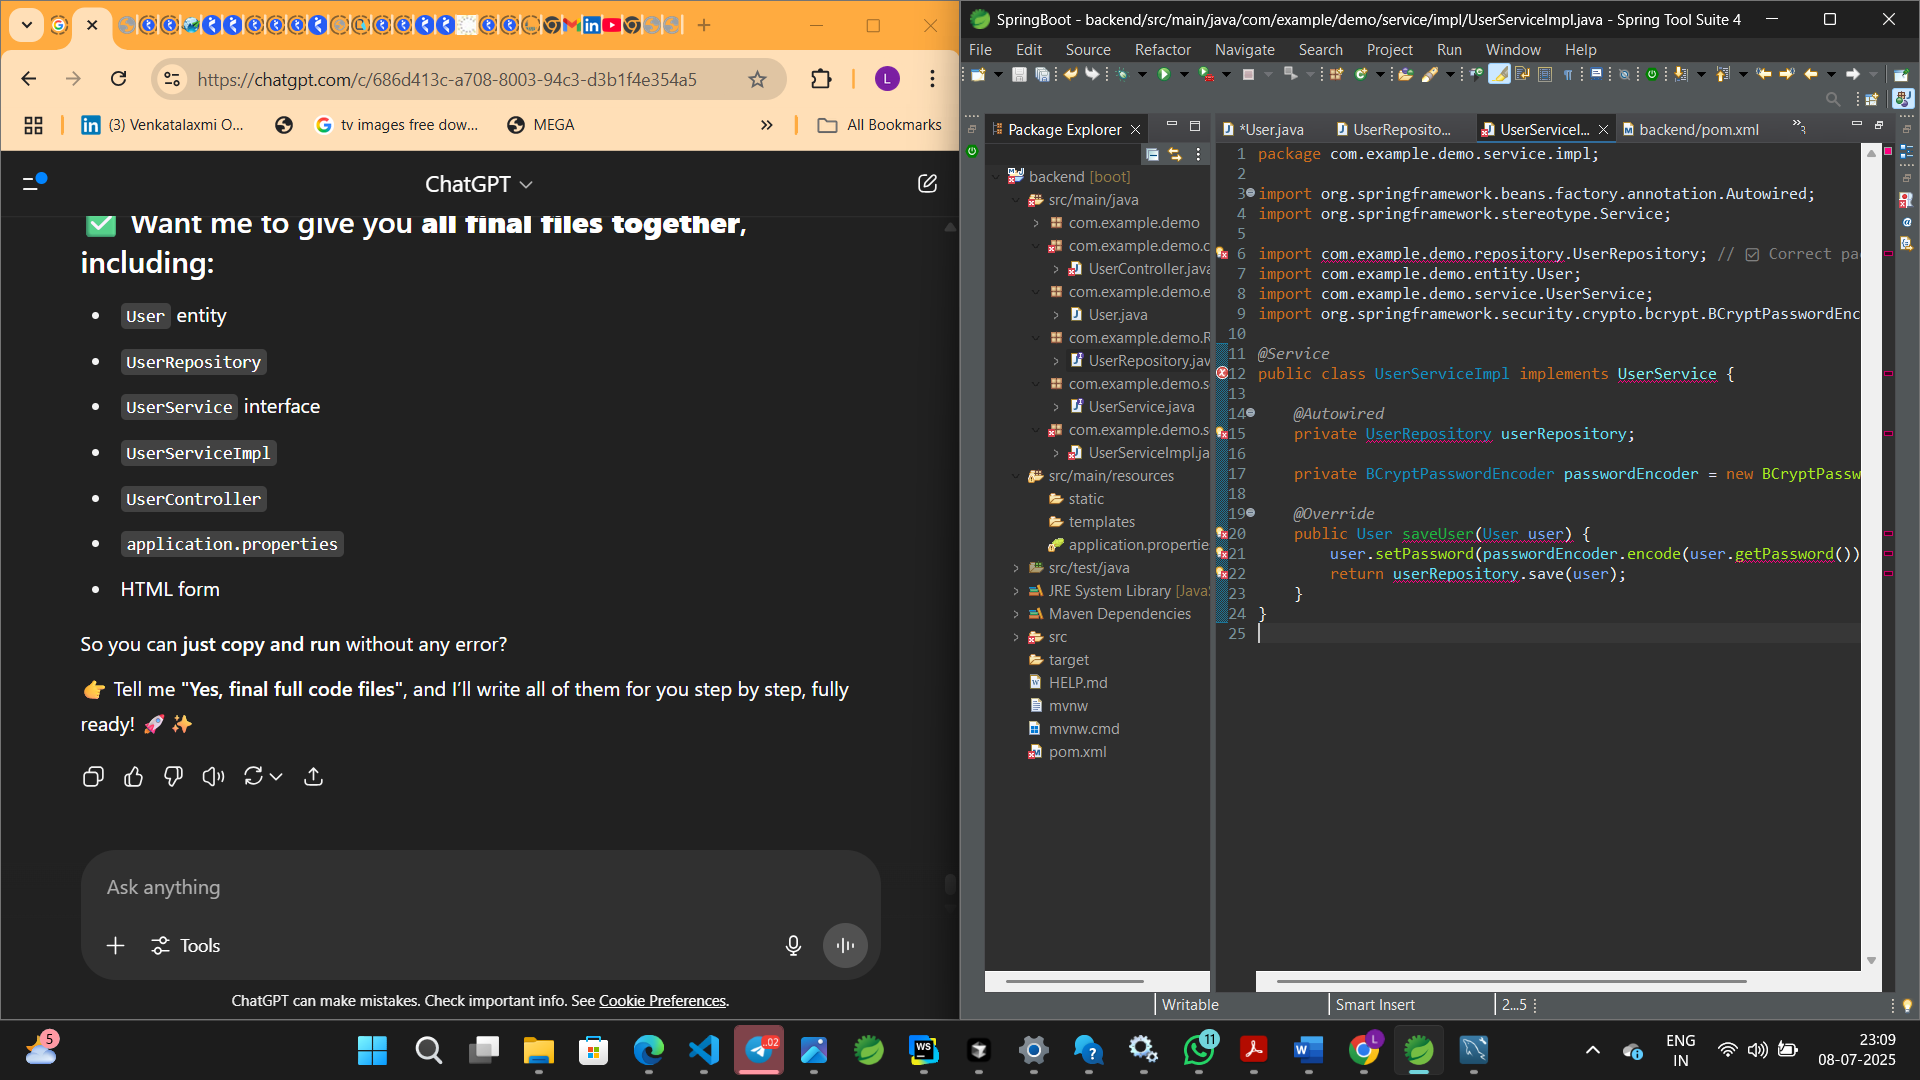 https://chatgpt.com/c/686d413c-a708-8003-94c3-d3b1f4e354a5
(3) Venkatalaxmi O...
tv images free dow...
MEGA
All Bookmarks
ChatGPT
✅ Want me to give you all final files together,
including:
User entity
UserRepository
UserService interface
UserServiceImpl
UserController
application.properties
HTML form
So you can just copy and run without any error?
👉 Tell me "Yes, final full code files", and I'll write all of them for you step by step, fully
ready! 🚀 ✨
Ask anything
Tools
ChatGPT can make mistakes. Check important info. See Cookie Preferences.
SpringBoot - backend/src/main/java/com/example/demo/service/impl/UserServiceImpl.java - Spring Tool Suite 4
File Edit Source Refactor Navigate Search Project Run Window Help
Package Explorer
backend [boot]
src/main/java
com.example.demo
com.example.demo.c
UserController.java
com.example.demo.e
User.java
com.example.demo.R
UserRepository.jav
com.example.demo.s
UserService.java
com.example.demo.s
UserServiceImpl.ja
src/main/resources
static
templates
application.propertie
src/test/java
JRE System Library [JavaS
Maven Dependencies
src
target
HELP.md
mvnw
mvnw.cmd
pom.xml
*User.java UserReposito... UserServiceI... backend/pom.xml
1 package com.example.demo.service.impl;
2
3 import org.springframework.beans.factory.annotation.Autowired;
4 import org.springframework.stereotype.Service;
5
6 import com.example.demo.repository.UserRepository; // ☑ Correct pa
7 import com.example.demo.entity.User;
8 import com.example.demo.service.UserService;
9 import org.springframework.security.crypto.bcrypt.BCryptPasswordEnc
10
11 @Service
12 public class UserServiceImpl implements UserService {
13
14 @Autowired
15 private UserRepository userRepository;
16
17 private BCryptPasswordEncoder passwordEncoder = new BCryptPassw
18
19 @Override
20 public User saveUser(User user) {
21 user.setPassword(passwordEncoder.encode(user.getPassword())
22 return userRepository.save(user);
23 }
24 }
25
Writable
Smart Insert
2...5
5
.02
11
ENG
IN
23:09
08-07-2025